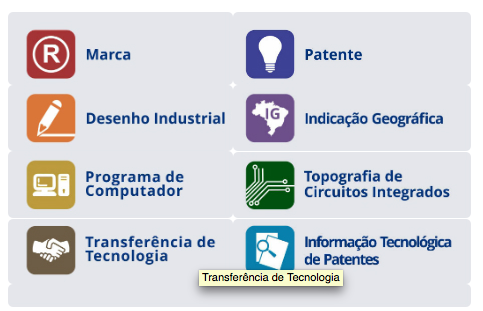 R
Marca
Patente
Desenho Industrial
IG
Indicação Geográfica
Programa de
Computador
Topografia de
Circuitos Integrados
Transferência de
Tecnologia
Informação Tecnológica
de Patentes
Transferência de Tecnologia